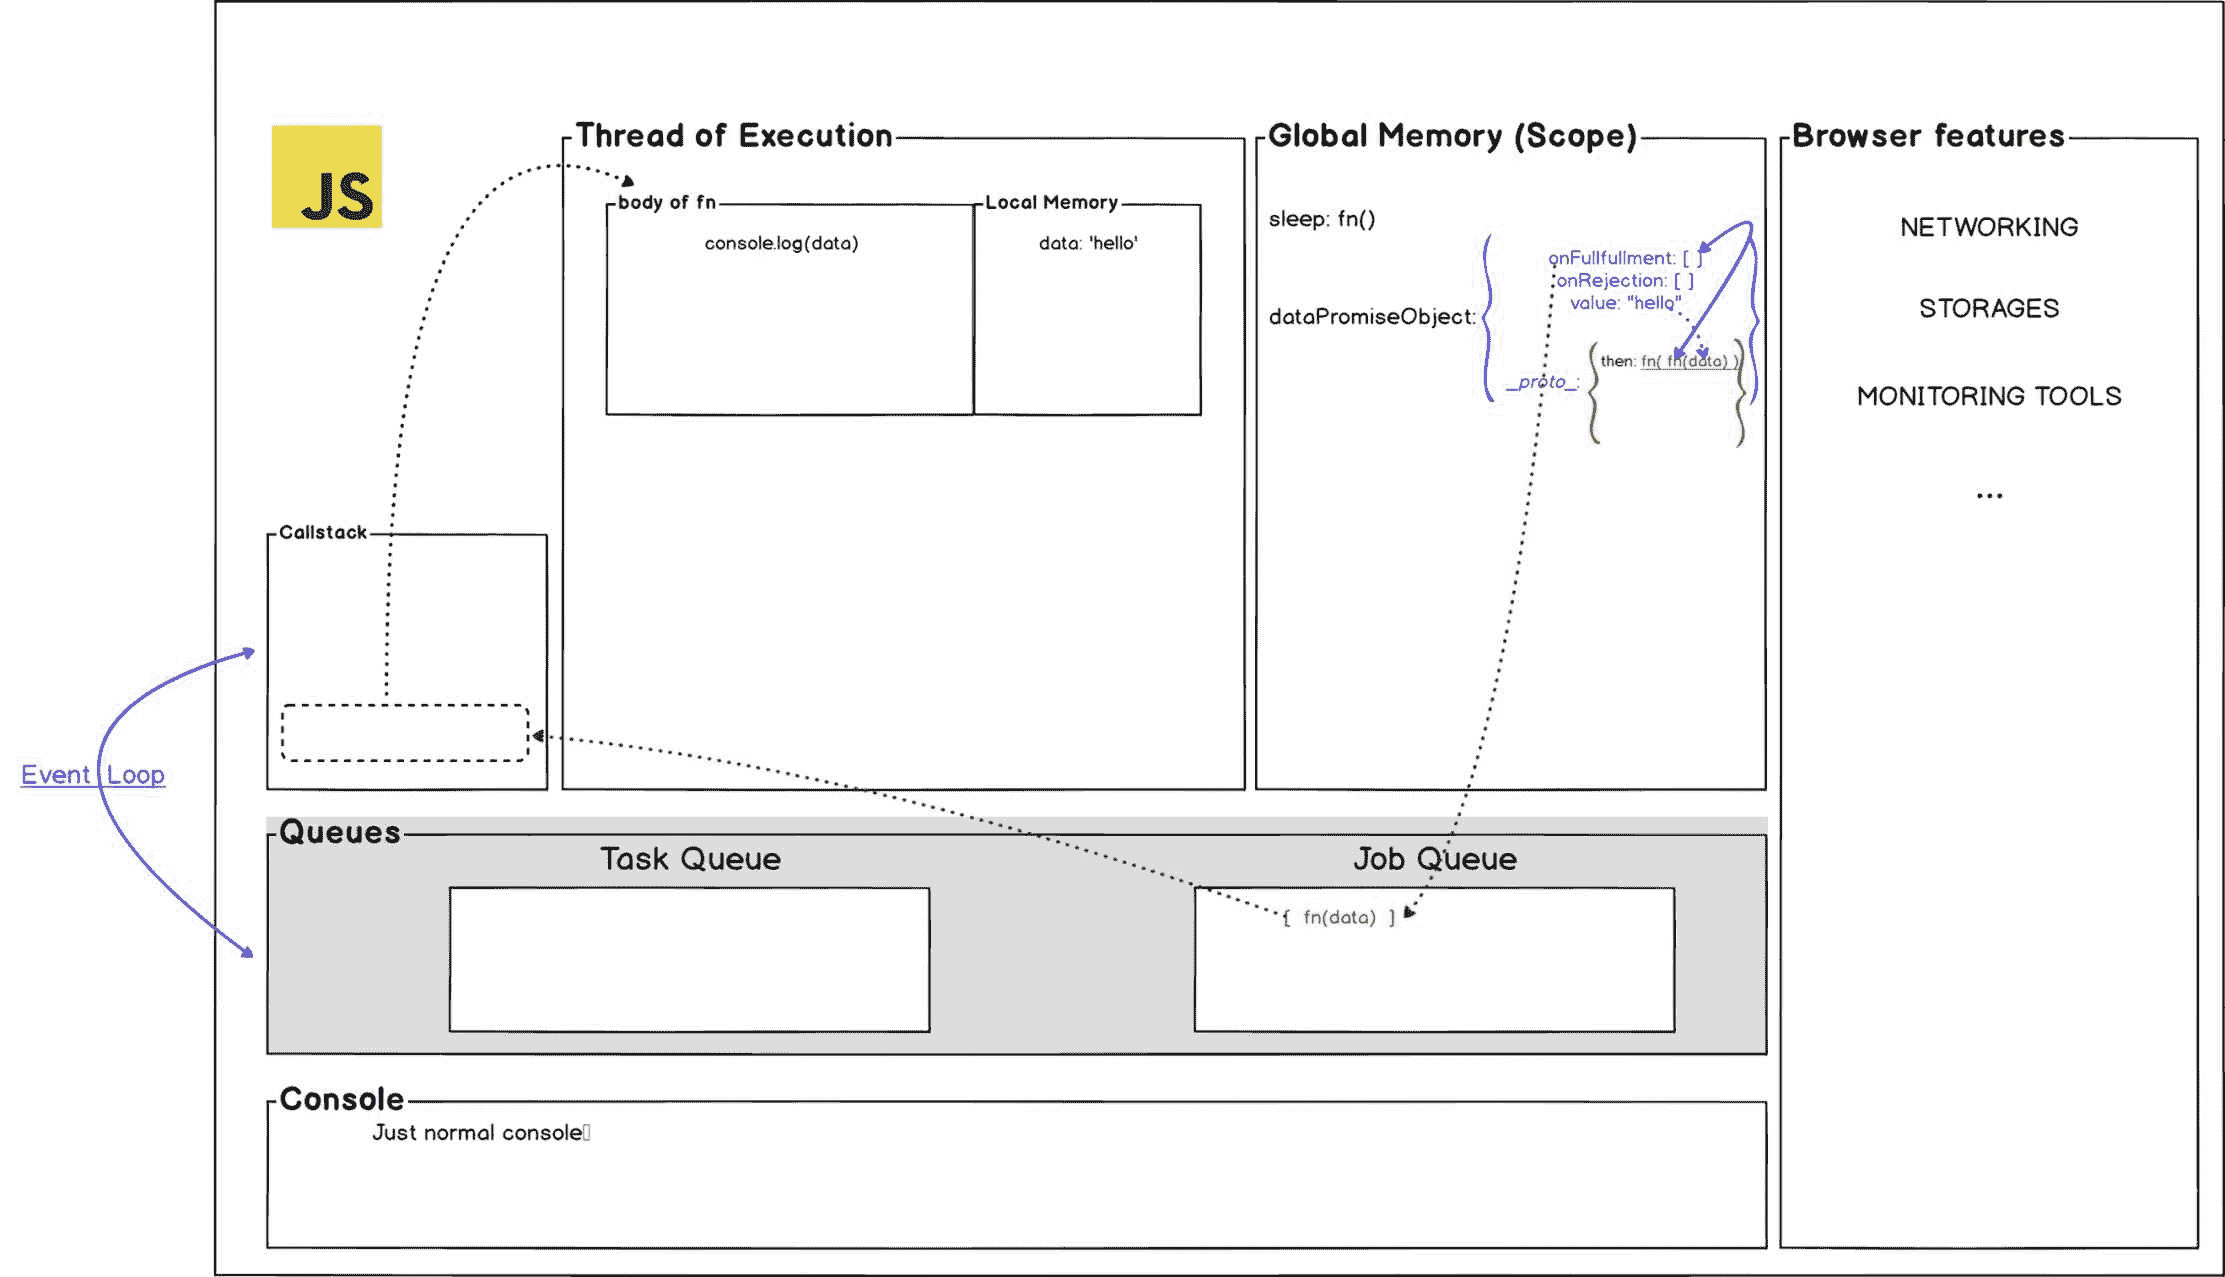 JS
Thread of Execution
body of fn
console.log(data)
Local Memory
data: 'hello'
Global Memory (Scope)
sleep: fn()
dataPromiseObject:
onFullfullment: [ ]
onRejection: [ ]
value: "hello"
then: fn( fn(data) )
_proto_:
Browser features
NETWORKING
STORAGES
MONITORING TOOLS
...
Callstack
Event Loop
Queues
Task Queue
Job Queue
[ fn(data) ]
Console
Just normal console